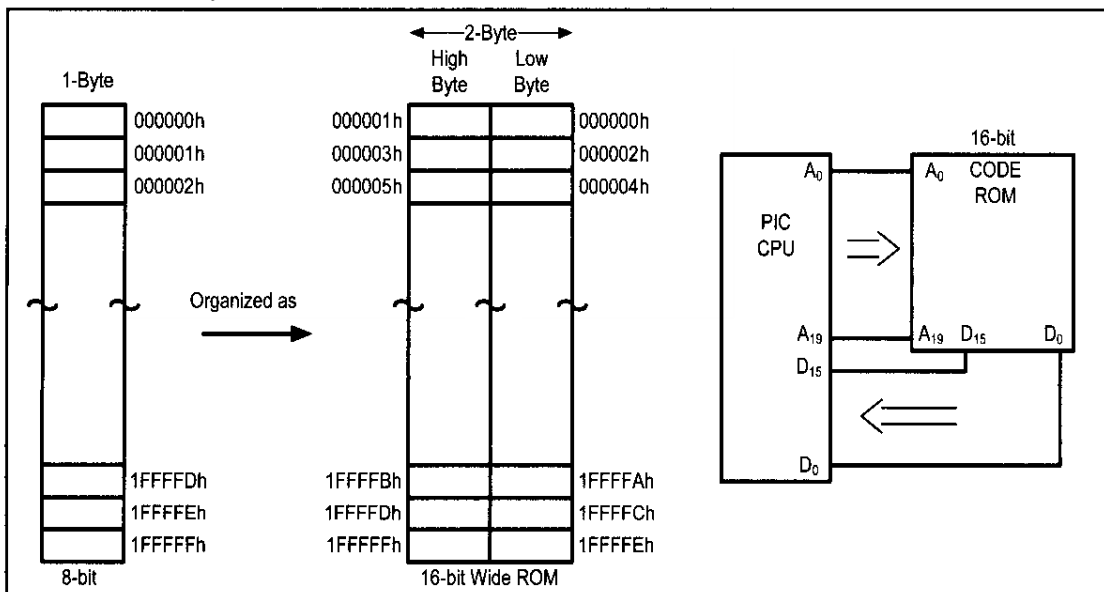 1-Byte
000000h
000001h
000002h
1FFFFDh
1FFFFEh
1FFFFFh
8-bit
Organized as
2-Byte
High
Byte
Low
Byte
000001h 000000h
000003h 000002h
000005h 000004h
1FFFFBh 1FFFFAh
1FFFFDh 1FFFFCh
1FFFFFh 1FFFFEh
16-bit Wide ROM
PIC
CPU
A₀
A₁₉
D₁₅
D₀
16-bit
CODE
ROM
A₀
A₁₉ D₁₅ D₀